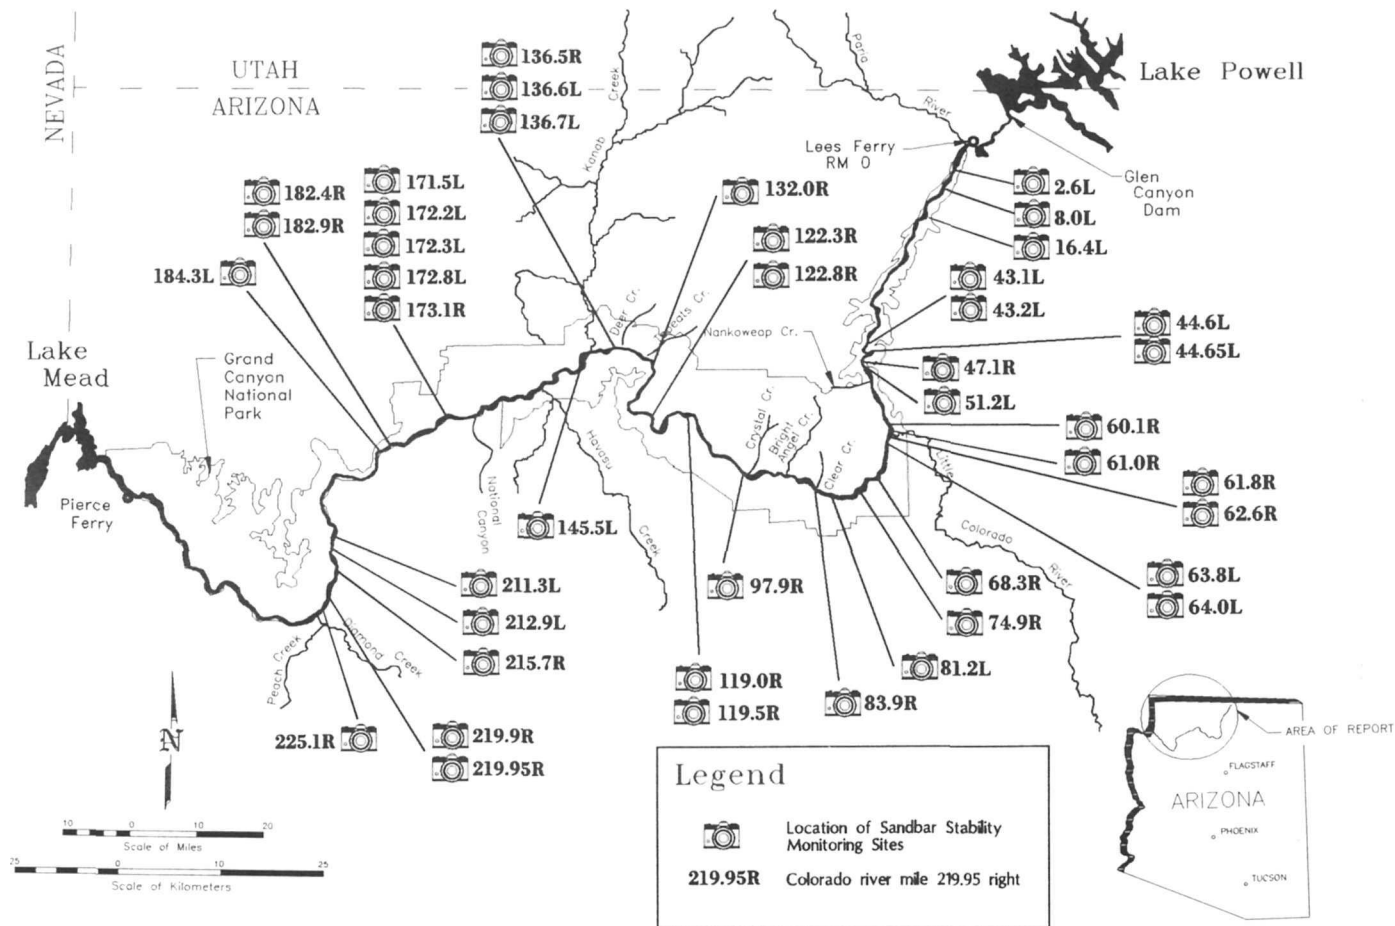 NEVADA
UTAH
ARIZONA
136.5R
136.6L
136.7L
Kanab Creek
Paria River
Lake Powell
Lees Ferry
RM 0
Glen
Canyon
Dam
182.4R
182.9R
184.3L
171.5L
172.2L
172.3L
172.8L
173.1R
132.0R
122.3R
122.8R
2.6L
8.0L
16.4L
43.1L
43.2L
44.6L
44.65L
47.1R
51.2L
Deer Cr.
Tapeats Cr.
Nankoweap Cr.
Lake
Mead
Grand
Canyon
National
Park
Pierce
Ferry
National
Canyon
Havasu Creek
Crystal Cr.
Bright
Angel Cr.
Clear Cr.
Little Colorado River
60.1R
61.0R
61.8R
62.6R
63.8L
64.0L
145.5L
97.9R
68.3R
74.9R
81.2L
83.9R
119.0R
119.5R
211.3L
212.9L
215.7R
Peach Creek
Diamond Creek
225.1R
219.9R
219.95R
N
10 0 10 20
Scale of Miles
25 0 10 25
Scale of Kilometers
Legend
Location of Sandbar Stability
Monitoring Sites
219.95R Colorado river mile 219.95 right
AREA OF REPORT
FLAGSTAFF
ARIZONA
PHOENIX
TUCSON